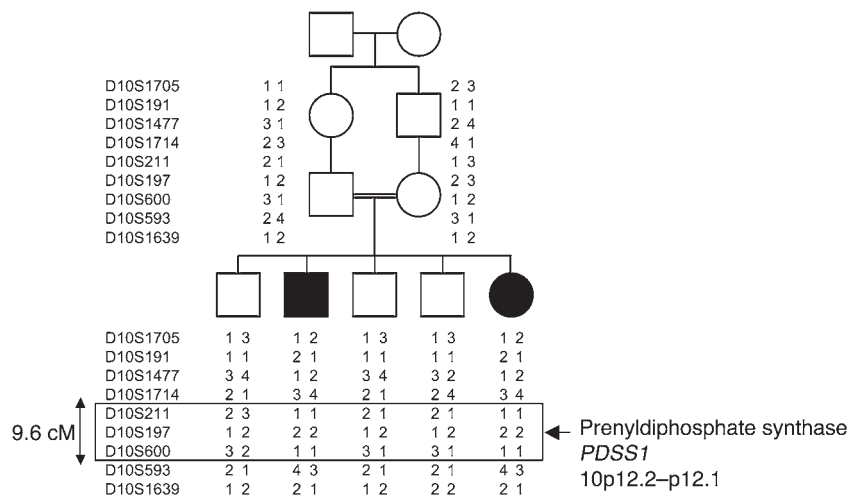 D10S1705 1 1 2 3
D10S191 1 2 1 1
D10S1477 3 1 2 4
D10S1714 2 3 4 1
D10S211 2 1 1 3
D10S197 1 2 2 3
D10S600 3 1 1 2
D10S593 2 4 3 1
D10S1639 1 2 1 2
D10S1705 1 3 1 2 1 3 1 3 1 2
D10S191 1 1 2 1 1 1 1 1 2 1
D10S1477 3 4 1 2 3 4 3 2 1 2
D10S1714 2 1 3 4 2 1 2 4 3 4
D10S211 2 3 1 1 2 1 2 1 1 1
9.6 cM D10S197 1 2 2 2 1 2 1 2 2 2 Prenyldiphosphate synthase
D10S600 3 2 1 1 3 1 3 1 1 1 PDSS1
D10S593 2 1 4 3 2 1 2 1 4 3 10p12.2–p12.1
D10S1639 1 2 2 1 1 2 2 2 2 1